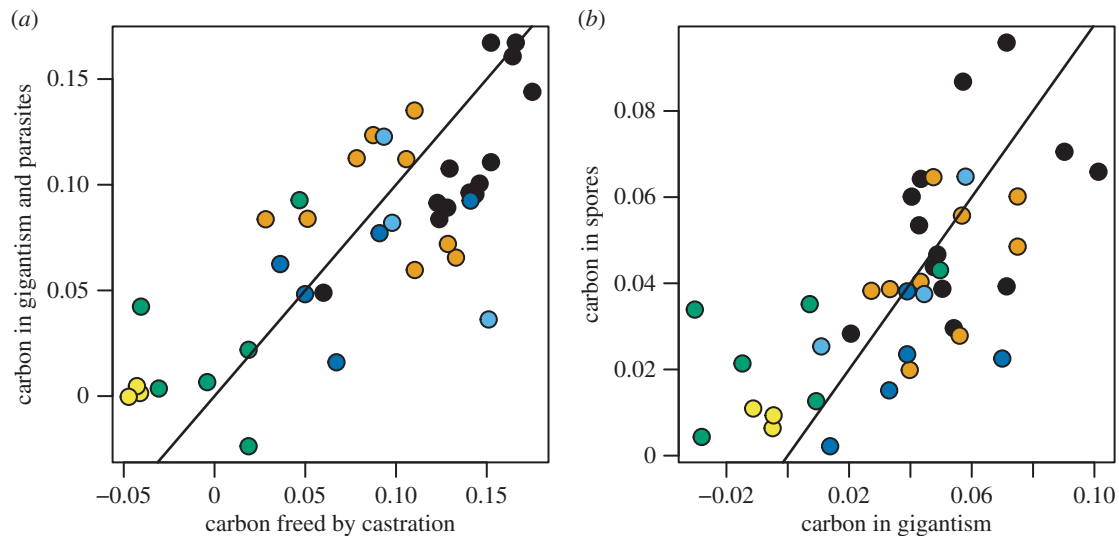 (a)
carbon in gigantism and parasites
0.15
0.10
0.05
0
−0.05 0 0.05 0.10 0.15
carbon freed by castration
(b)
carbon in spores
0.08
0.06
0.04
0.02
0
−0.02 0.02 0.06 0.10
carbon in gigantism